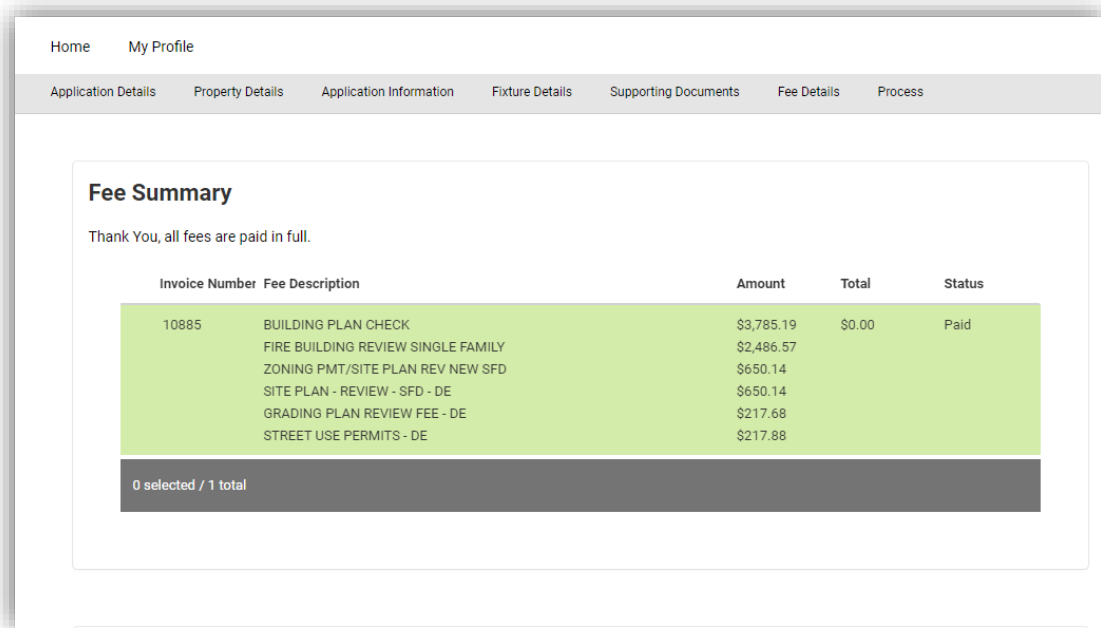 Home My Profile
Application Details Property Details Application Information Fixture Details Supporting Documents Fee Details Process
Fee Summary
Thank You, all fees are paid in full.
Invoice Number Fee Description Amount Total Status
10885 BUILDING PLAN CHECK $3,785.19 $0.00 Paid
FIRE BUILDING REVIEW SINGLE FAMILY $2,486.57
ZONING PMT/SITE PLAN REV NEW SFD $650.14
SITE PLAN - REVIEW - SFD - DE $650.14
GRADING PLAN REVIEW FEE - DE $217.68
STREET USE PERMITS - DE $217.88
0 selected / 1 total